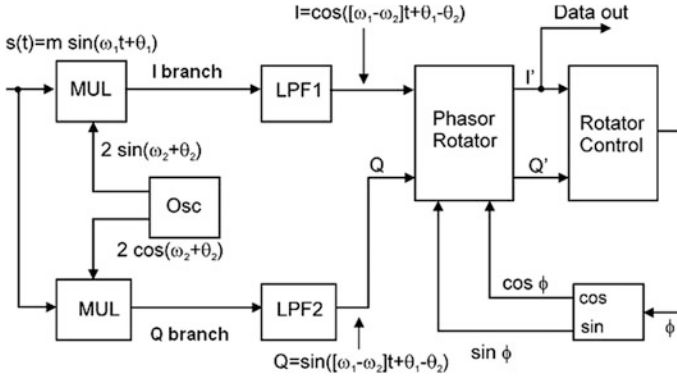 I=cos([ω₁-ω₂]t+θ₁-θ₂)
s(t)=m sin(ω₁t+θ₁)
Data out
I branch
I'
MUL
LPF1
Phasor
Rotator
Rotator
Control
2 sin(ω₂+θ₂)
Q
Q'
Osc
2 cos(ω₂+θ₂)
cos ϕ
cos
sin
ϕ
MUL
LPF2
Q branch
sin ϕ
Q=sin([ω₁-ω₂]t+θ₁-θ₂)